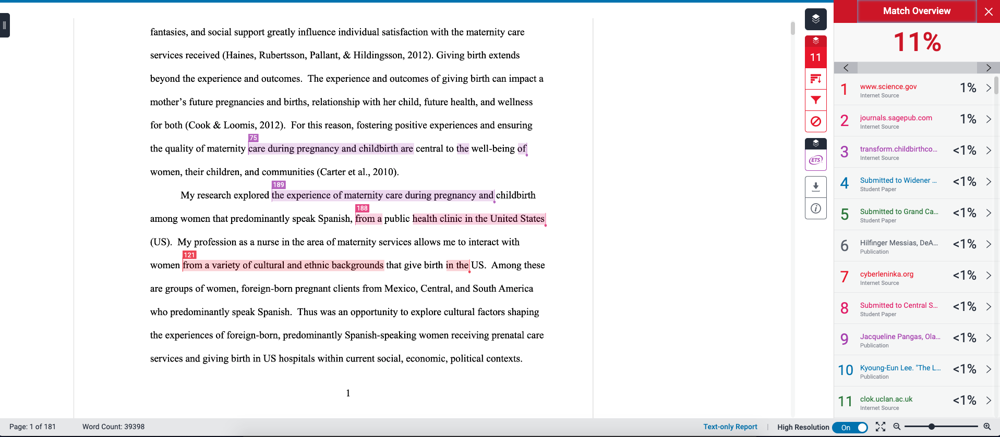 fantasies, and social support greatly influence individual satisfaction with the maternity care
services received (Haines, Rubertsson, Pallant, & Hildingsson, 2012). Giving birth extends
beyond the experience and outcomes.  The experience and outcomes of giving birth can impact a
mother’s future pregnancies and births, relationship with her child, future health, and wellness
for both (Cook & Loomis, 2012).  For this reason, fostering positive experiences and ensuring
75
the quality of maternity care during pregnancy and childbirth are central to the well-being of
women, their children, and communities (Carter et al., 2010).
189
My research explored the experience of maternity care during pregnancy and childbirth
188
among women that predominantly speak Spanish, from a public health clinic in the United States
(US).  My profession as a nurse in the area of maternity services allows me to interact with
121
women from a variety of cultural and ethnic backgrounds that give birth in the US.  Among these
are groups of women, foreign-born pregnant clients from Mexico, Central, and South America
who predominantly speak Spanish.  Thus was an opportunity to explore cultural factors shaping
the experiences of foreign-born, predominantly Spanish-speaking women receiving prenatal care
services and giving birth in US hospitals within current social, economic, political contexts.
1
11
ETS
Match Overview
11%
1 www.science.gov 1%
Internet Source
2 journals.sagepub.com 1%
Internet Source
3 transform.childbirthco... <1%
Internet Source
4 Submitted to Widener ... <1%
Student Paper
5 Submitted to Grand Ca... <1%
Student Paper
6 Hilfinger Messias, DeA... <1%
Publication
7 cyberleninka.org <1%
Internet Source
8 Submitted to Central S... <1%
Student Paper
9 Jacqueline Pangas, Ola... <1%
Publication
10 Kyoung-Eun Lee. "The L... <1%
Publication
11 clok.uclan.ac.uk <1%
Internet Source
Page: 1 of 181 Word Count: 39398 Text-only Report | High Resolution On